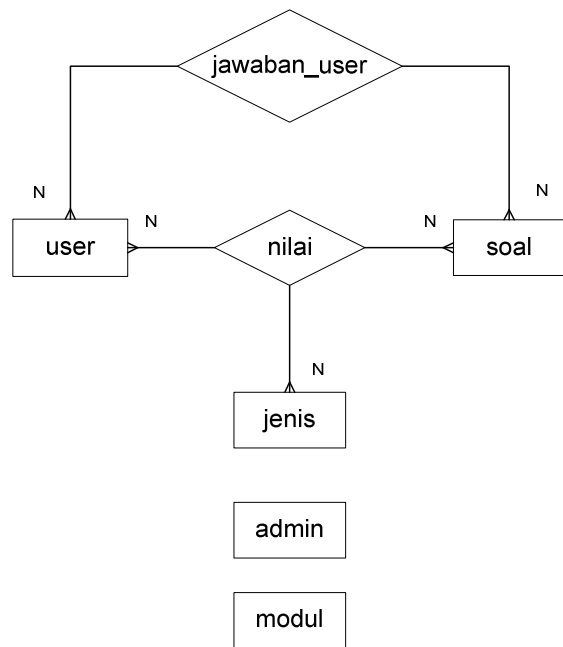 jawaban_user
N
N
N
N
N
user
nilai
soal
N
jenis
admin
modul